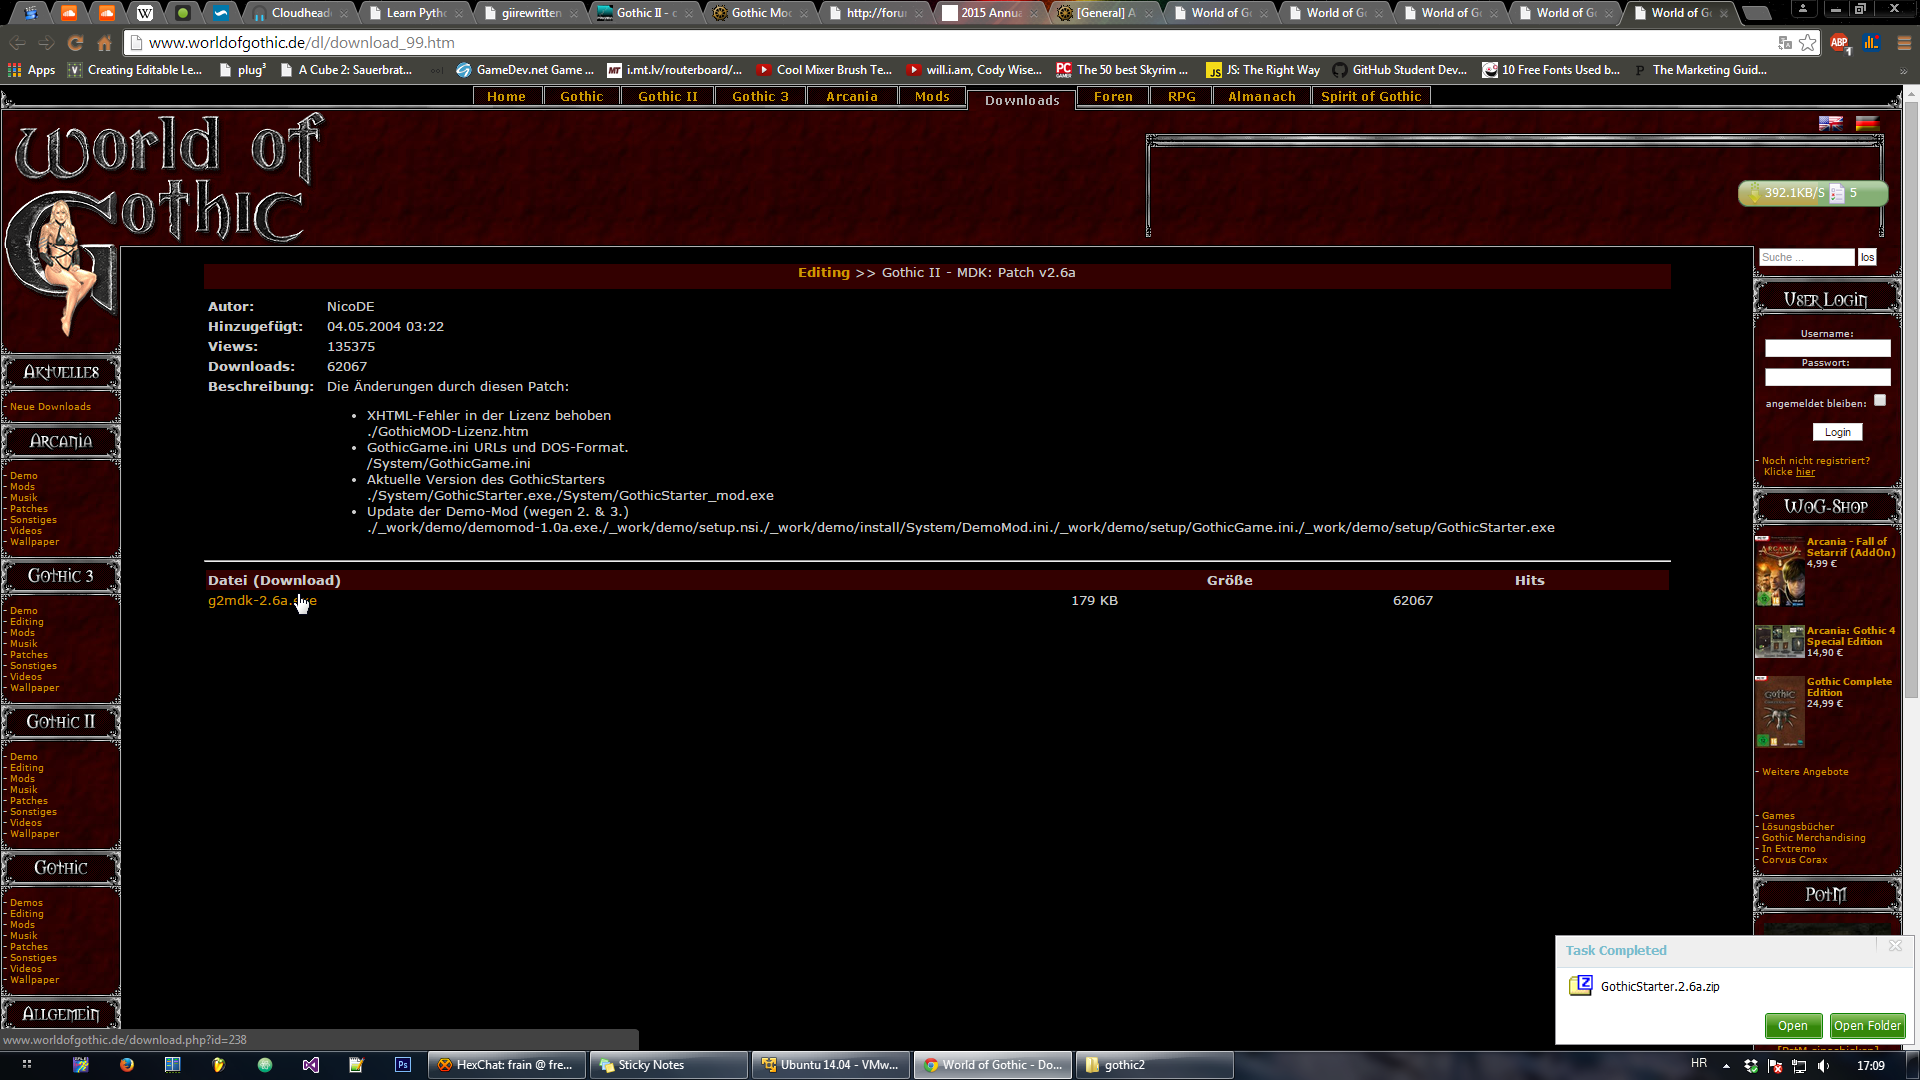 Cloudhead
Learn Pyth
giirewritten
Gothic II - c
Gothic Mo
http://foru
2015 Annua
[General] A
World of G
World of G
World of G
World of G
World of G
www.worldofgothic.de/dl/download_99.htm
Apps
Creating Editable Le...
plug³
A Cube 2: Sauerbrat...
GameDev.net Game ...
i.mt.lv/routerboard/...
Cool Mixer Brush Te...
will.i.am, Cody Wise...
The 50 best Skyrim ...
JS: The Right Way
GitHub Student Dev...
10 Free Fonts Used b...
The Marketing Guid...
Home
Gothic
Gothic II
Gothic 3
Arcania
Mods
Downloads
Foren
RPG
Almanach
Spirit of Gothic
World of
Gothic
392.1KB/S
5
Editing >> Gothic II - MDK: Patch v2.6a
Autor: NicoDE
Hinzugefügt: 04.05.2004 03:22
Views: 135375
Downloads: 62067
Beschreibung: Die Änderungen durch diesen Patch:
• XHTML-Fehler in der Lizenz behoben
./GothicMOD-Lizenz.htm
• GothicGame.ini URLs und DOS-Format.
/System/GothicGame.ini
• Aktuelle Version des GothicStarters
./System/GothicStarter.exe./System/GothicStarter_mod.exe
• Update der Demo-Mod (wegen 2. & 3.)
./_work/demo/demomod-1.0a.exe./_work/demo/setup.nsi./_work/demo/install/System/DemoMod.ini./_work/demo/setup/GothicGame.ini./_work/demo/setup/GothicStarter.exe
Datei (Download) Größe Hits
g2mdk-2.6a.exe 179 KB 62067
Aktuelles
- Neue Downloads
Arcania
- Demo
- Mods
- Musik
- Patches
- Sonstiges
- Videos
- Wallpaper
Gothic 3
- Demo
- Editing
- Mods
- Musik
- Patches
- Sonstiges
- Videos
- Wallpaper
Gothic II
- Demo
- Editing
- Mods
- Musik
- Patches
- Sonstiges
- Videos
- Wallpaper
Gothic
- Demos
- Editing
- Mods
- Musik
- Patches
- Sonstiges
- Videos
- Wallpaper
Allgemein
Suche ...
los
User Login
Username:
Passwort:
angemeldet bleiben:
Login
- Noch nicht registriert?
Klicke hier
WoG-Shop
Arcania - Fall of
Setarrif (AddOn)
4,99 €
Arcania: Gothic 4
Special Edition
14,90 €
Gothic Complete
Edition
24,99 €
- Weitere Angebote
- Games
- Lösungsbücher
- Gothic Merchandising
- In Extremo
- Corvus Corax
PotM
Task Completed
GothicStarter.2.6a.zip
Open
Open Folder
www.worldofgothic.de/download.php?id=238
HexChat: frain @ fre...
Sticky Notes
Ubuntu 14.04 - VMw...
World of Gothic - Do...
gothic2
HR
17:09